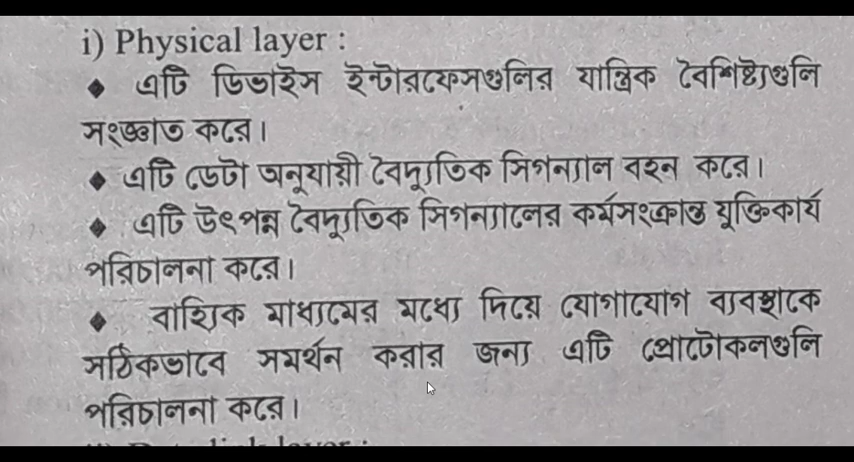 i) Physical layer :
◆ এটি ডিভাইস ইন্টারফেসগুলির যান্ত্রিক বৈশিষ্ট্যগুলি
সংজ্ঞাত করে।
◆ এটি ডেটা অনুযায়ী বৈদ্যুতিক সিগন্যাল বহন করে।
◆ এটি উৎপন্ন বৈদ্যুতিক সিগন্যালের কর্মসংক্রান্ত যুক্তিকার্য
পরিচালনা করে।
◆ বাহ্যিক মাধ্যমের মধ্যে দিয়ে যোগাযোগ ব্যবস্থাকে
সঠিকভাবে সমর্থন করার জন্য এটি প্রোটোকলগুলি
পরিচালনা করে।